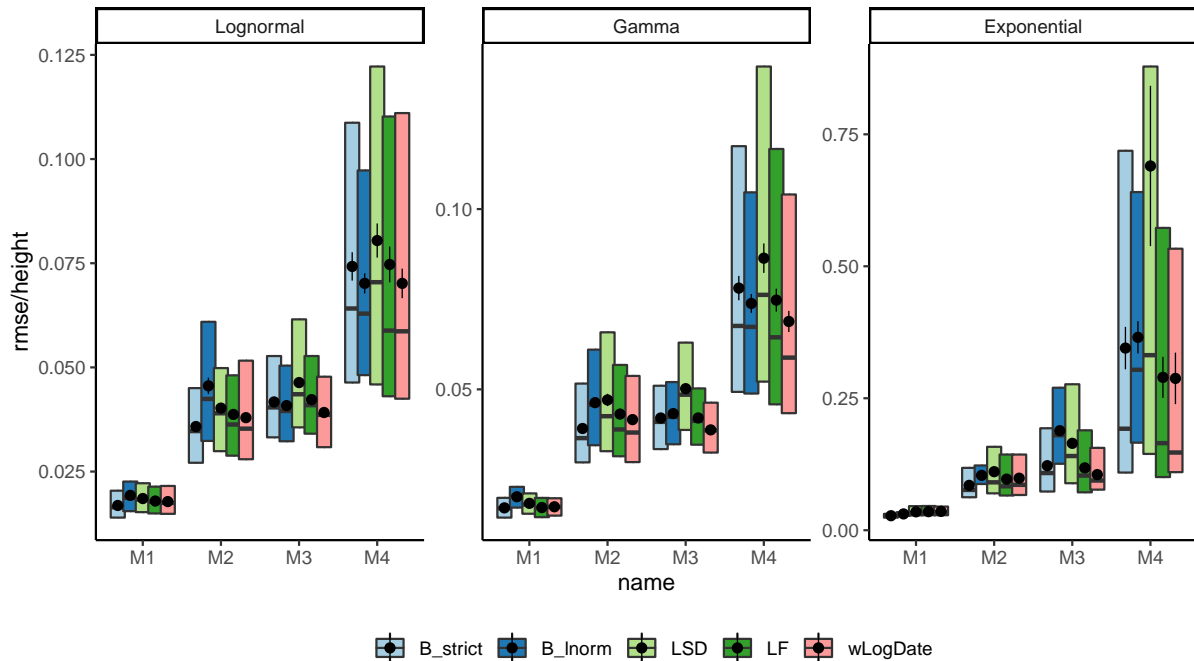 Lognormal
Gamma
Exponential
rmse/height
0.125
0.100
0.075
0.050
0.025
0.10
0.05
0.75
0.50
0.25
0.00
M1 M2 M3 M4
M1 M2 M3 M4
M1 M2 M3 M4
name
B_strict B_lnorm LSD LF wLogDate